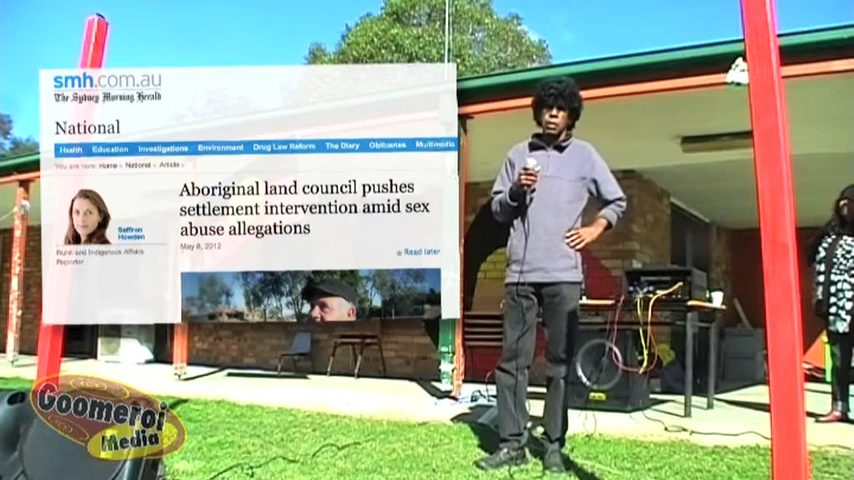 smh.com.au
The Sydney Morning Herald
National
Health Education Investigations Environment Drug Law Reform The Diary Obituaries Multimedia
You are here: Home National Article
Aboriginal land council pushes
settlement intervention amid sex
abuse allegations
May 8, 2012
Read later
Saffron
Howden
Rural and Indigenous Affairs
Reporter
Goomeroi
Media